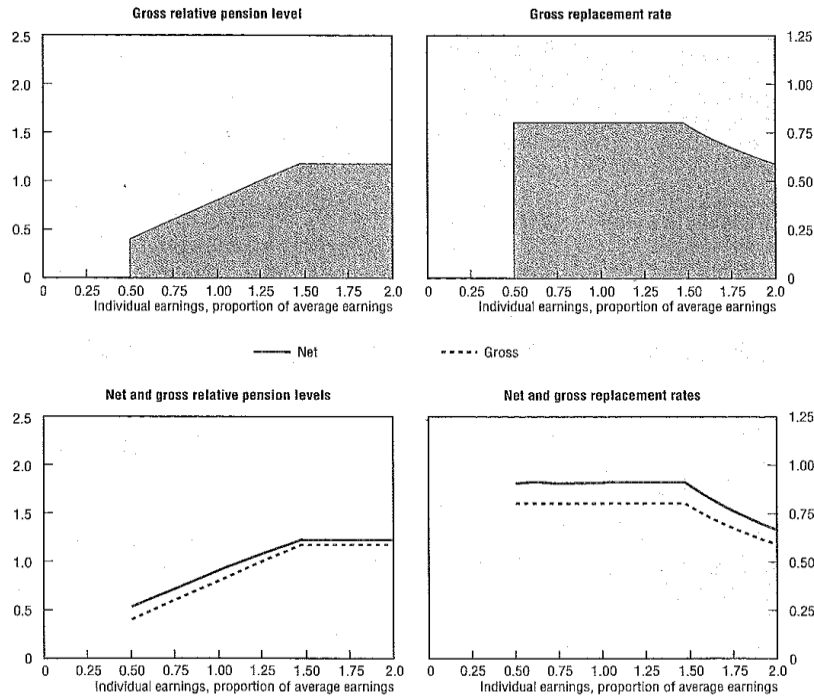 Gross relative pension level
2.5
2.0
1.5
1.0
0.5
0
0 0.25 0.50 0.75 1.00 1.25 1.50 1.75 2.0
Individual earnings, proportion of average earnings
Gross replacement rate
1.25
1.00
0.75
0.50
0.25
0
0 0.25 0.50 0.75 1.00 1.25 1.50 1.75 2.0
Individual earnings, proportion of average earnings
Net
Gross
Net and gross relative pension levels
2.5
2.0
1.5
1.0
0.5
0
0 0.25 0.50 0.75 1.00 1.25 1.50 1.75 2.0
Individual earnings, proportion of average earnings
Net and gross replacement rates
1.25
1.00
0.75
0.50
0.25
0
0 0.25 0.50 0.75 1.00 1.25 1.50 1.75 2.0
Individual earnings, proportion of average earnings